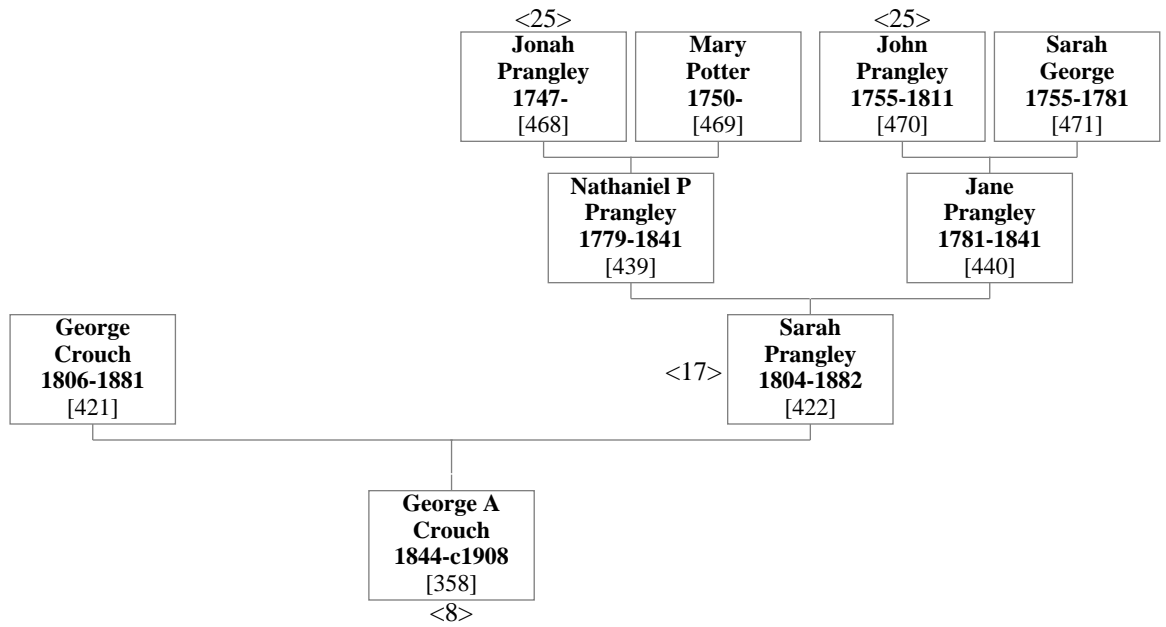 <25>
Jonah
Prangley
1747-
[468]
Mary
Potter
1750-
[469]
<25>
John
Prangley
1755-1811
[470]
Sarah
George
1755-1781
[471]
Nathaniel P
Prangley
1779-1841
[439]
Jane
Prangley
1781-1841
[440]
George
Crouch
1806-1881
[421]
<17>
Sarah
Prangley
1804-1882
[422]
George A
Crouch
1844-c1908
[358]
<8>